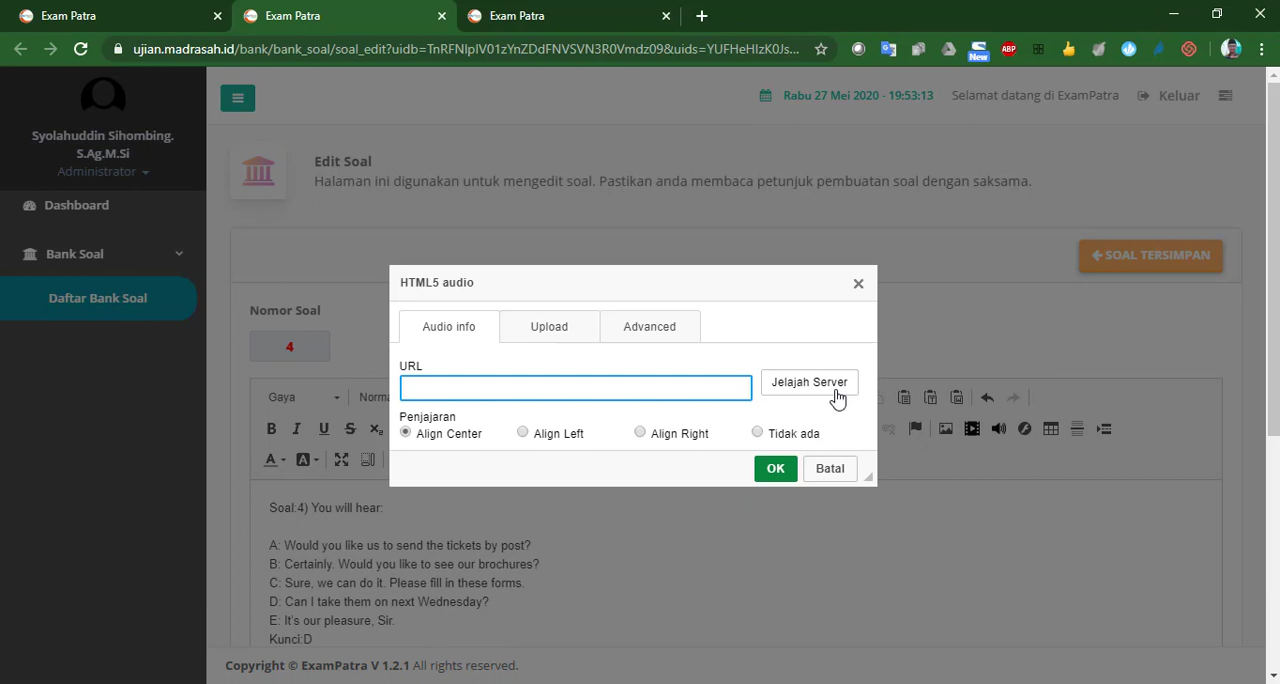 Exam Patra
Exam Patra
Exam Patra
ujian.madrasah.id/bank/bank_soal/soal_edit?uidb=TnRFNlpIV01zYnZDdFNVSVN3R0Vmdz09&uids=YUFHeHIzK0Js...
ABP
New
Syolahuddin Sihombing.
S.Ag.M.Si
Administrator
Dashboard
Bank Soal
Daftar Bank Soal
Rabu 27 Mei 2020 - 19:53:13
Selamat datang di ExamPatra
Keluar
Edit Soal
Halaman ini digunakan untuk mengedit soal. Pastikan anda membaca petunjuk pembuatan soal dengan saksama.
SOAL TERSIMPAN
Nomor Soal
4
HTML5 audio
Audio info
Upload
Advanced
URL
Jelajah Server
Penjajaran
Align Center
Align Left
Align Right
Tidak ada
OK
Batal
Gaya
Norma
B I U S x₂
A A
Soal:4) You will hear:
A: Would you like us to send the tickets by post?
B: Certainly. Would you like to see our brochures?
C: Sure, we can do it. Please fill in these forms.
D: Can I take them on next Wednesday?
E: It's our pleasure, Sir.
Kunci:D
Copyright © ExamPatra V 1.2.1 All rights reserved.